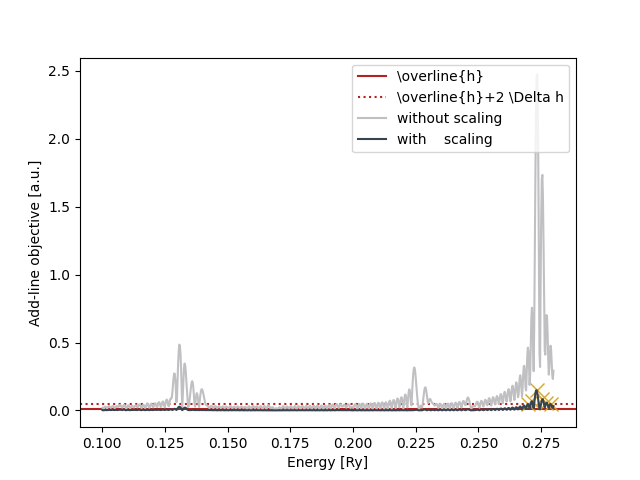 2.5
2.0
1.5
1.0
0.5
0.0
Add-line objective [a.u.]
\overline{h}
\overline{h}+2 \Delta h
without scaling
with    scaling
0.100 0.125 0.150 0.175 0.200 0.225 0.250 0.275
Energy [Ry]